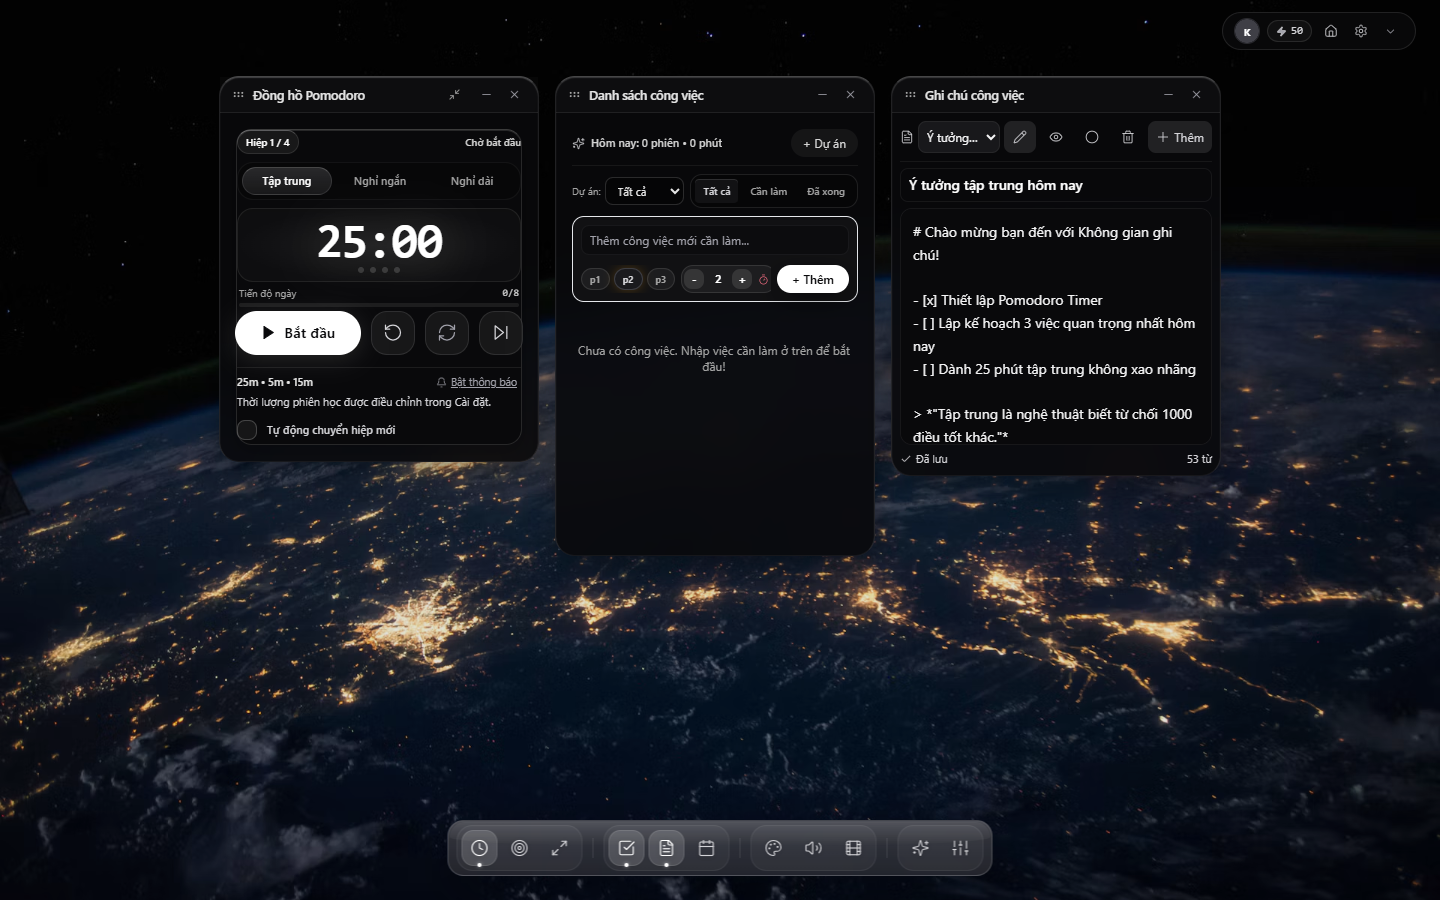 K
50
Đồng hồ Pomodoro
Hiệp 1 / 4
Chờ bắt đầu
Tập trung
Nghỉ ngắn
Nghỉ dài
25:00
Tiến độ ngày
0/8
Bắt đầu
25m • 5m • 15m
Bật thông báo
Thời lượng phiên học được điều chỉnh trong Cài đặt.
Tự động chuyển hiệp mới
Danh sách công việc
Hôm nay: 0 phiên • 0 phút
+ Dự án
Dự án:
Tất cả
Tất cả
Cần làm
Đã xong
Thêm công việc mới cần làm...
p1
p2
p3
-
2
+
+ Thêm
Chưa có công việc. Nhập việc cần làm ở trên để bắt
đầu!
Ghi chú công việc
Ý tưởng...
Thêm
Ý tưởng tập trung hôm nay
# Chào mừng bạn đến với Không gian ghi
chú!
- [x] Thiết lập Pomodoro Timer
- [ ] Lập kế hoạch 3 việc quan trọng nhất hôm
nay
- [ ] Dành 25 phút tập trung không xao nhãng
> *"Tập trung là nghệ thuật biết từ chối 1000
điều tốt khác."*
Đã lưu
53 từ